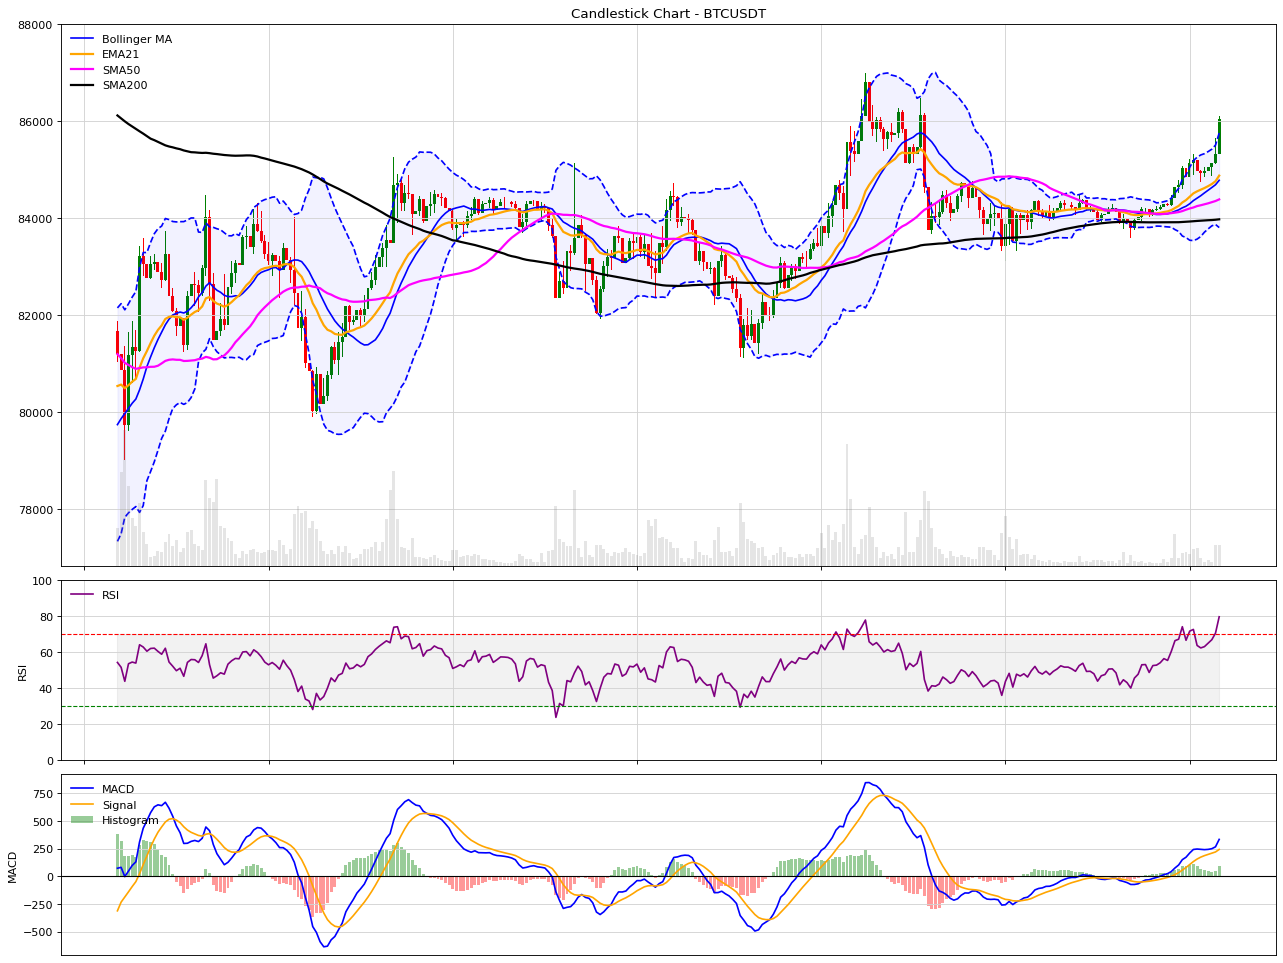 Candlestick Chart - BTCUSDT
88000
86000
84000
82000
80000
78000
Bollinger MA
EMA21
SMA50
SMA200
100
80
60
40
20
0
RSI
RSI
750
500
250
0
−250
−500
MACD
MACD
Signal
Histogram